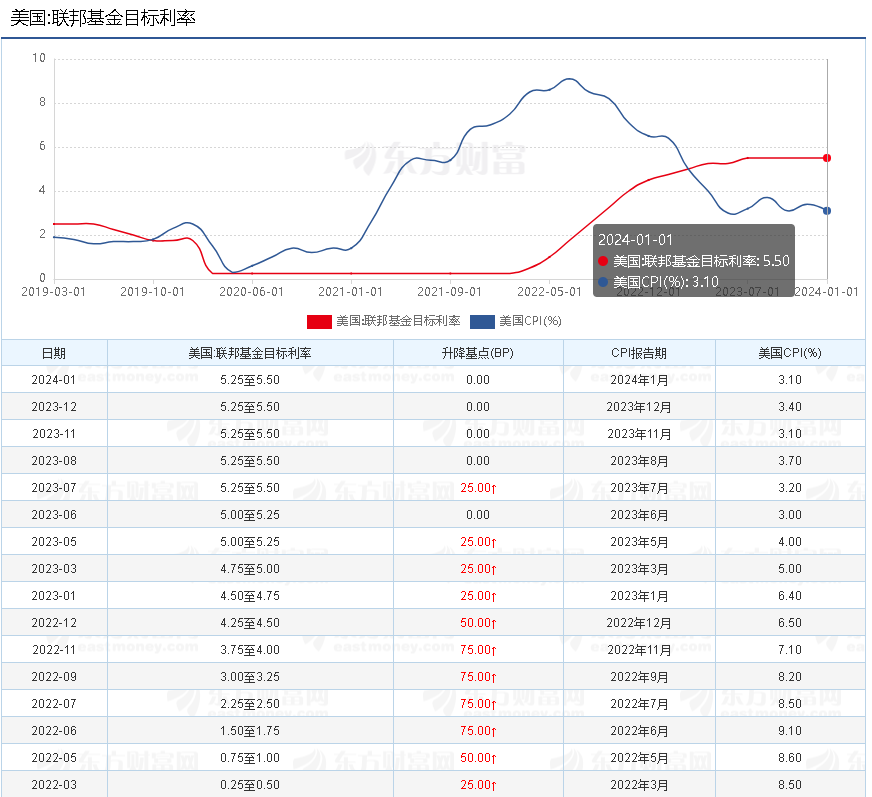 美国:联邦基金目标利率
10
8
6
4
2
0
东方财富
2024-01-01
美国:联邦基金目标利率: 5.50
美国CPI(%): 3.10
2019-03-01 2019-10-01 2020-06-01 2021-01-01 2021-09-01 2022-05-01 2022-12-01 2023-07-01 2024-01-01
美国:联邦基金目标利率 美国CPI(%)
日期 美国:联邦基金目标利率 升降基点(BP) CPI报告期 美国CPI(%)
2024-01 5.25至5.50 0.00 2024年1月 3.10
2023-12 5.25至5.50 0.00 2023年12月 3.40
2023-11 5.25至5.50 0.00 2023年11月 3.10
2023-08 5.25至5.50 0.00 2023年8月 3.70
2023-07 5.25至5.50 25.00↑ 2023年7月 3.20
2023-06 5.00至5.25 0.00 2023年6月 3.00
2023-05 5.00至5.25 25.00↑ 2023年5月 4.00
2023-03 4.75至5.00 25.00↑ 2023年3月 5.00
2023-01 4.50至4.75 25.00↑ 2023年1月 6.40
2022-12 4.25至4.50 50.00↑ 2022年12月 6.50
2022-11 3.75至4.00 75.00↑ 2022年11月 7.10
2022-09 3.00至3.25 75.00↑ 2022年9月 8.20
2022-07 2.25至2.50 75.00↑ 2022年7月 8.50
2022-06 1.50至1.75 75.00↑ 2022年6月 9.10
2022-05 0.75至1.00 50.00↑ 2022年5月 8.60
2022-03 0.25至0.50 25.00↑ 2022年3月 8.50